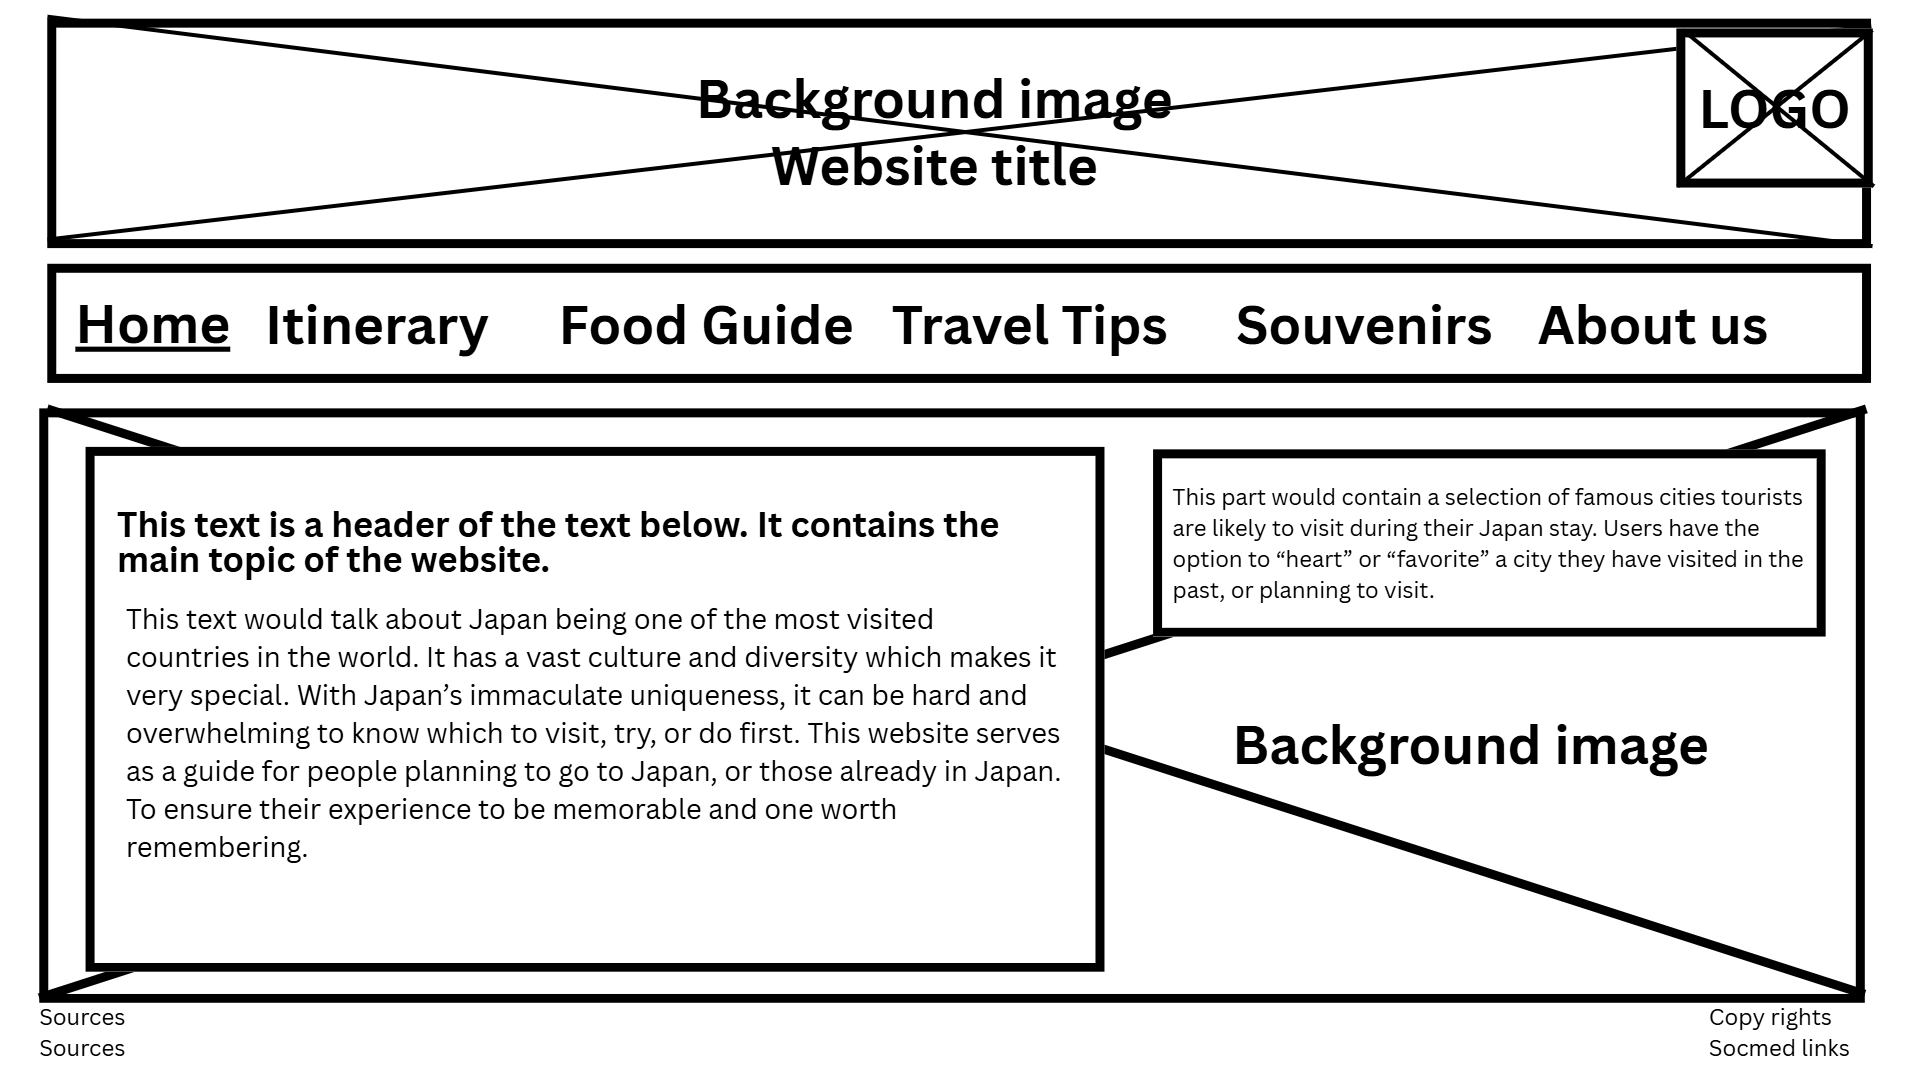 Background image
Website title
LOGO
Home Itinerary Food Guide Travel Tips Souvenirs About us
This text is a header of the text below. It contains the
main topic of the website.
This text would talk about Japan being one of the most visited
countries in the world. It has a vast culture and diversity which makes it
very special. With Japan’s immaculate uniqueness, it can be hard and
overwhelming to know which to visit, try, or do first. This website serves
as a guide for people planning to go to Japan, or those already in Japan.
To ensure their experience to be memorable and one worth
remembering.
This part would contain a selection of famous cities tourists
are likely to visit during their Japan stay. Users have the
option to “heart” or “favorite” a city they have visited in the
past, or planning to visit.
Background image
Sources
Sources
Copy rights
Socmed links